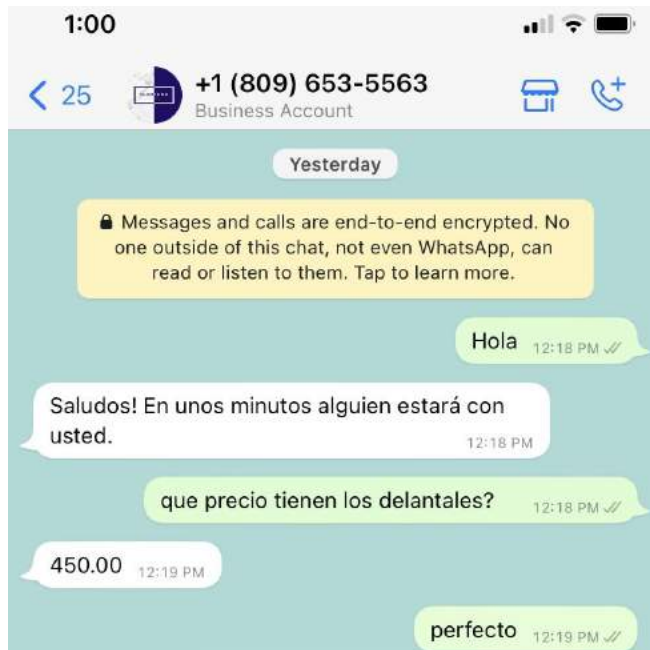 1:00
25
+1 (809) 653-5563
Business Account
Yesterday
Messages and calls are end-to-end encrypted. No
one outside of this chat, not even WhatsApp, can
read or listen to them. Tap to learn more.
Hola 12:18 PM
Saludos! En unos minutos alguien estará con
usted. 12:18 PM
que precio tienen los delantales? 12:18 PM
450.00 12:19 PM
perfecto 12:19 PM